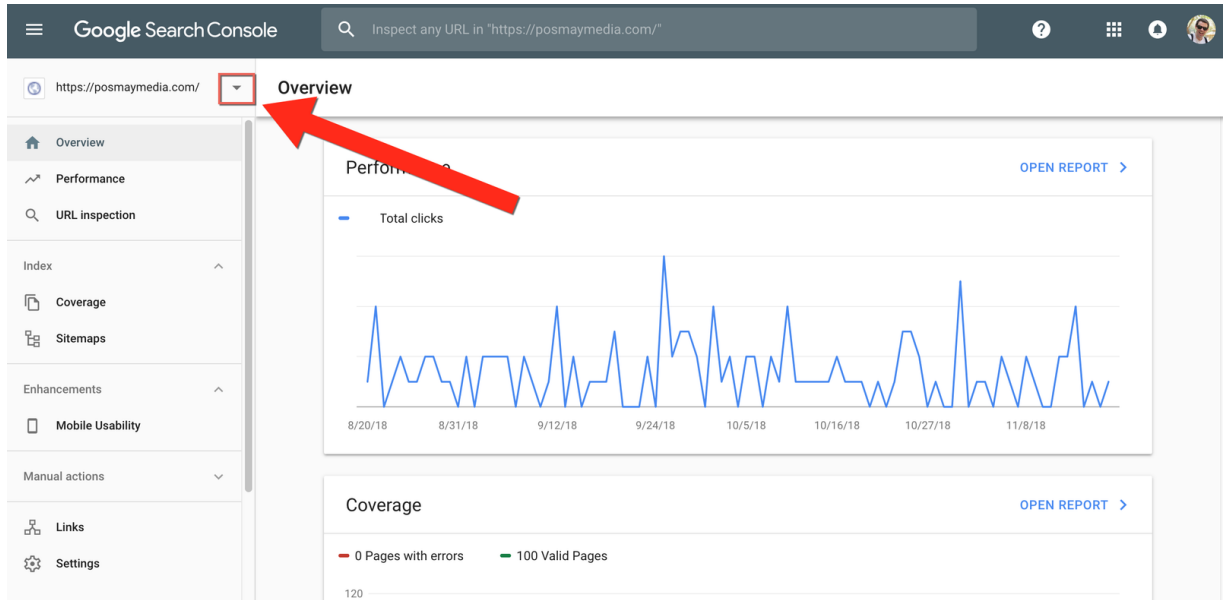 Google Search Console
Inspect any URL in "https://posmaymedia.com/"
https://posmaymedia.com/
Overview
Overview
Performance
URL inspection
Index
Coverage
Sitemaps
Enhancements
Mobile Usability
Manual actions
Links
Settings
Performance
OPEN REPORT
Total clicks
8/20/18 8/31/18 9/12/18 9/24/18 10/5/18 10/16/18 10/27/18 11/8/18
Coverage
OPEN REPORT
0 Pages with errors 100 Valid Pages
120